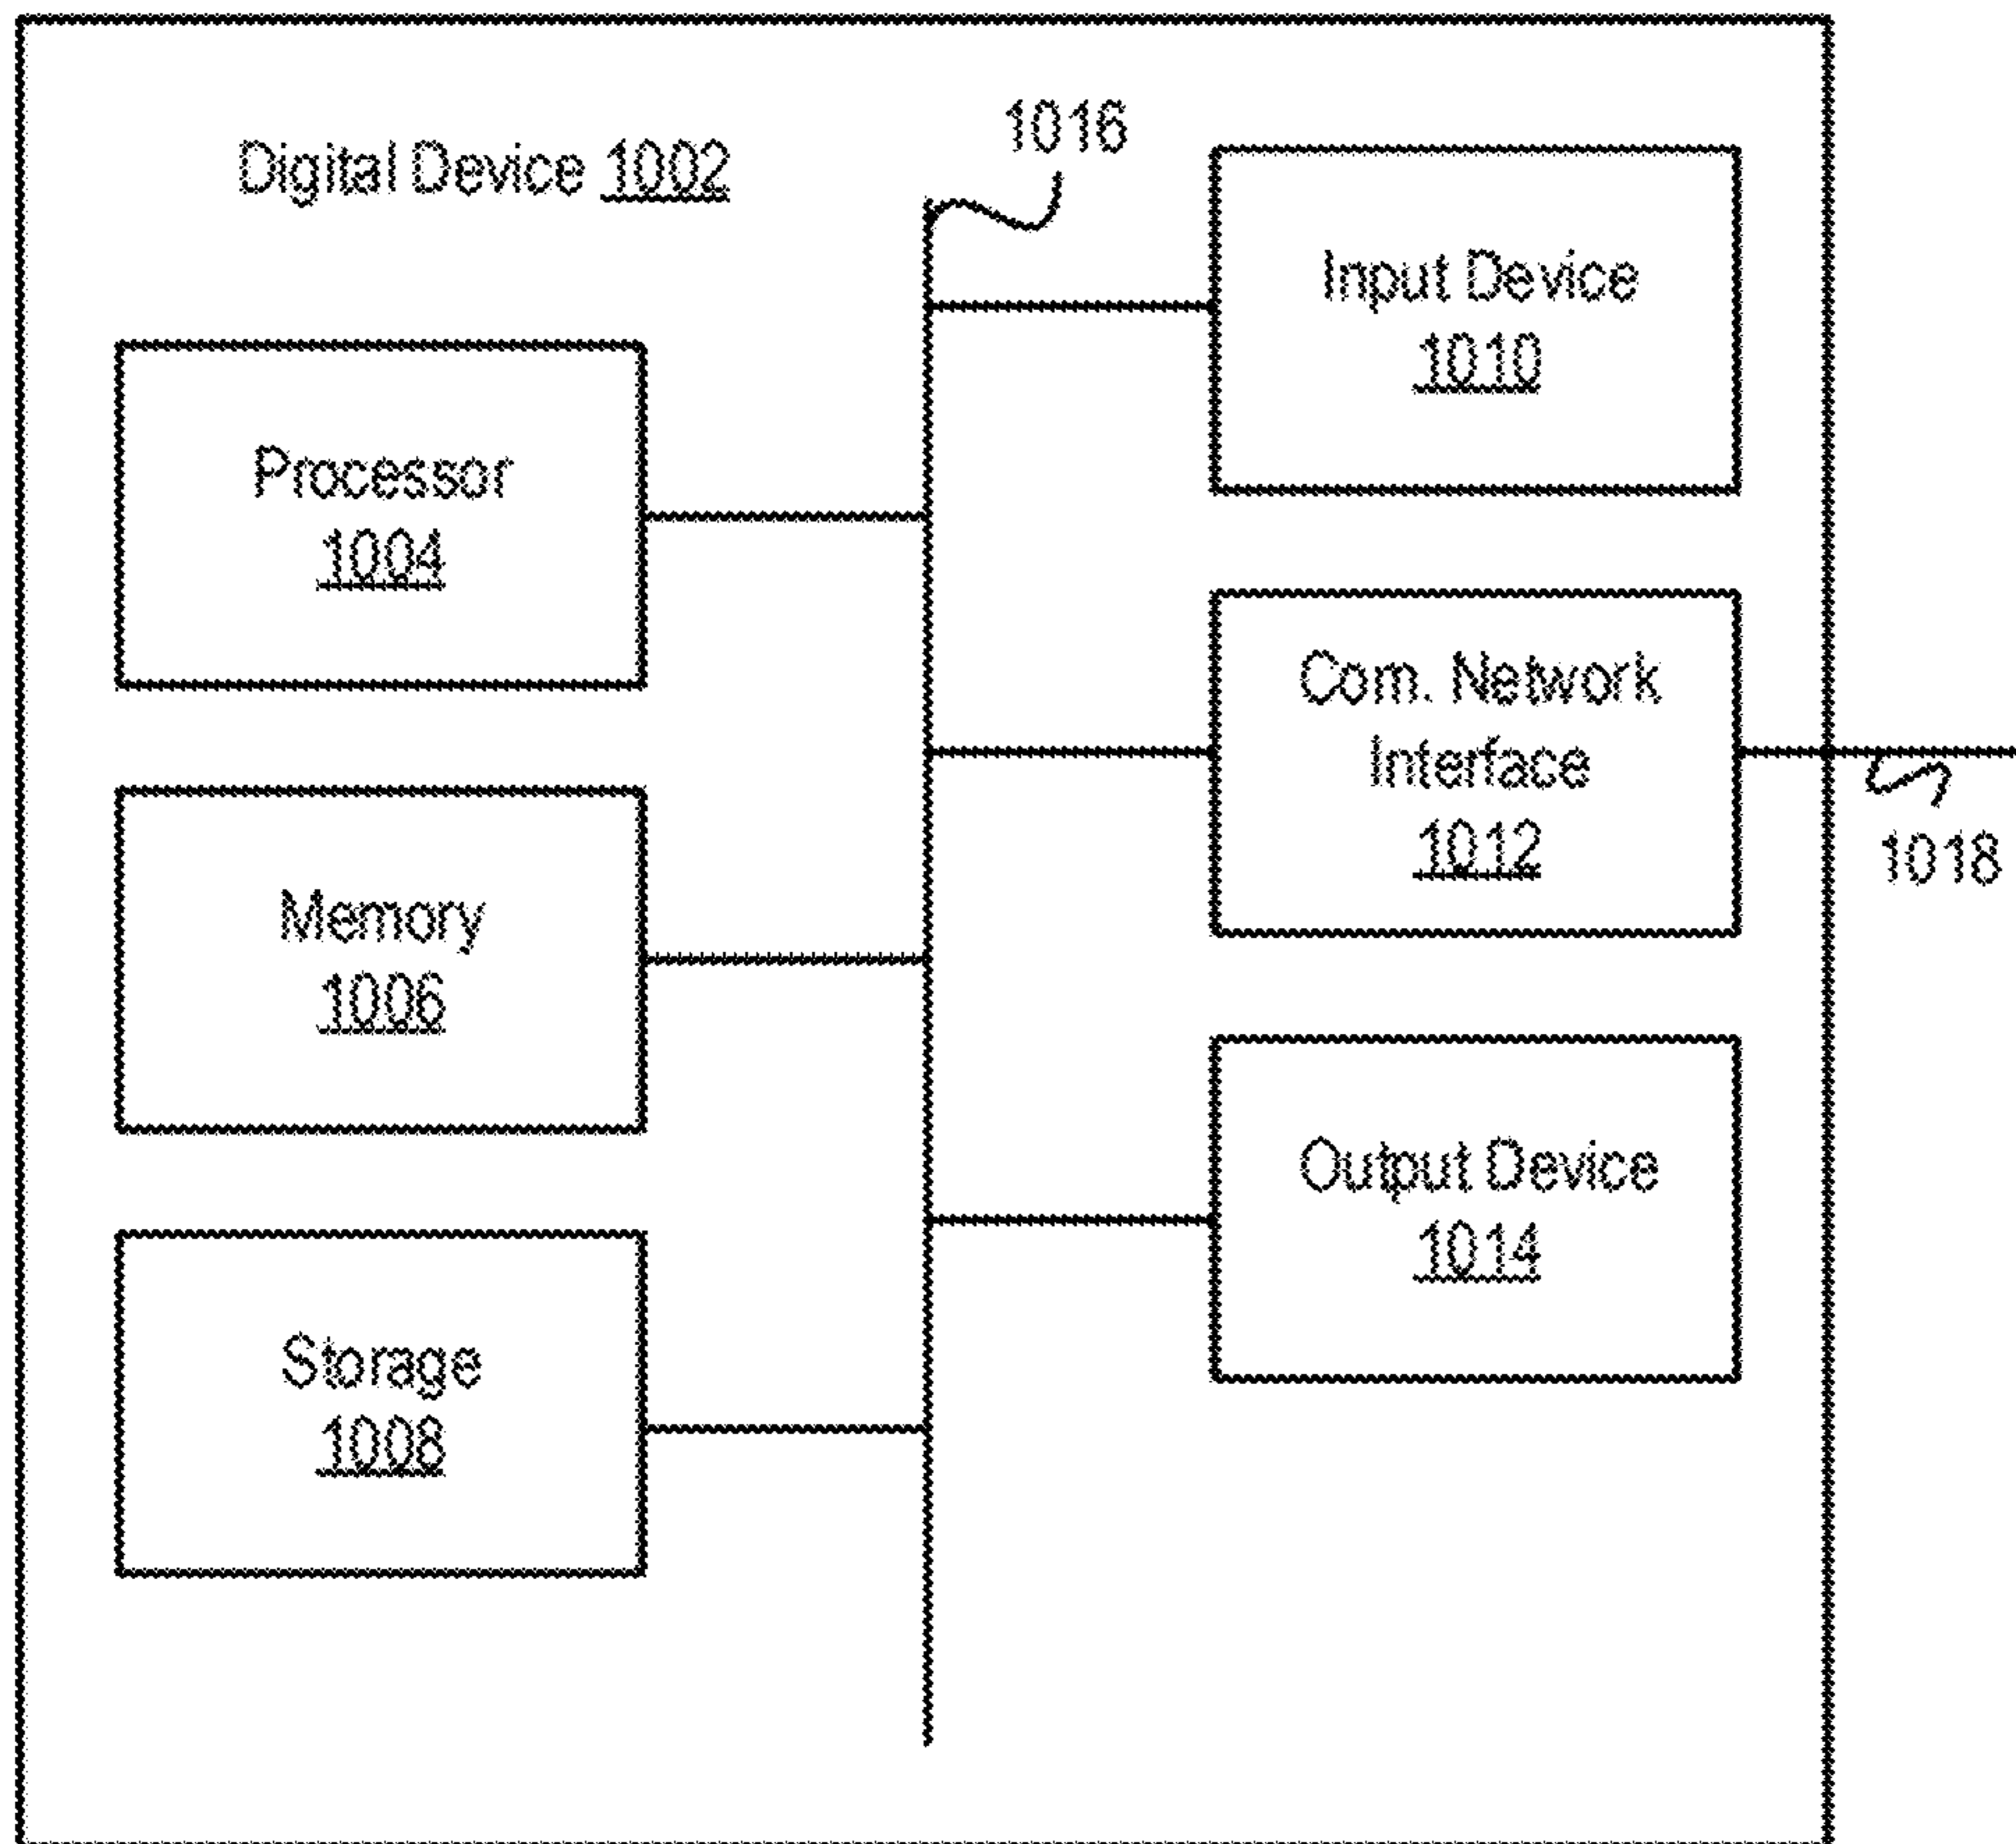 Digital Device 1002
1016
Input Device
1010
Processor
1004
Com. Network
Interface
1012
1018
Memory
1006
Output Device
1014
Storage
1008